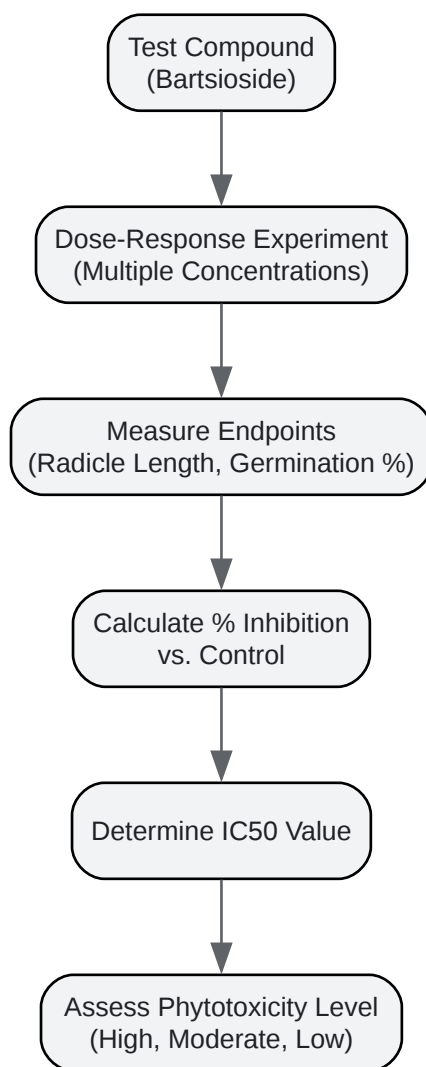 Test Compound
(Bartsioside)
Dose-Response Experiment
(Multiple Concentrations)
Measure Endpoints
(Radicle Length, Germination %)
Calculate % Inhibition
vs. Control
Determine IC50 Value
Assess Phytotoxicity Level
(High, Moderate, Low)